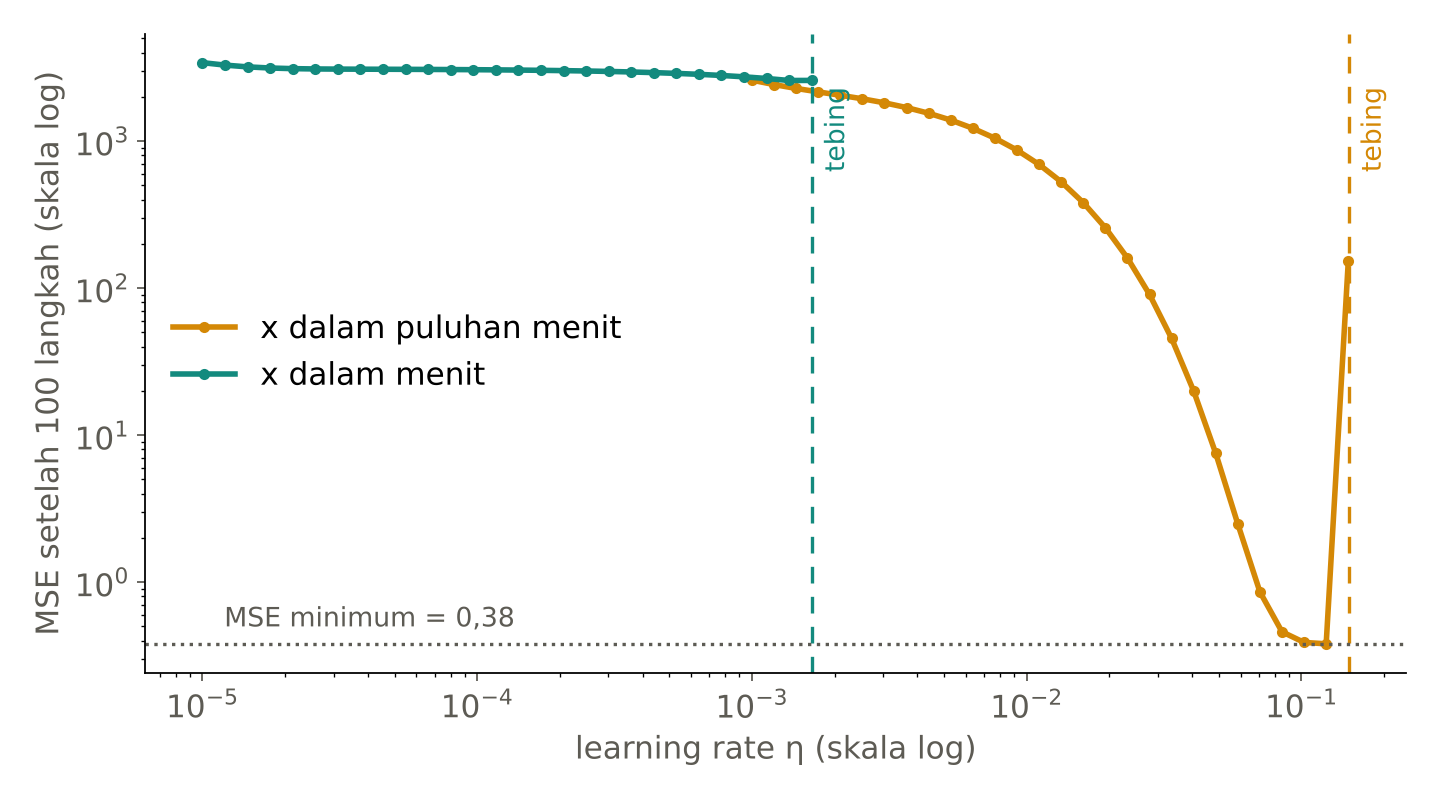 MSE setelah 100 langkah (skala log)
10³
10²
10¹
10⁰
tebing
tebing
x dalam puluhan menit
x dalam menit
MSE minimum = 0,38
10⁻⁵
10⁻⁴
10⁻³
10⁻²
10⁻¹
learning rate η (skala log)